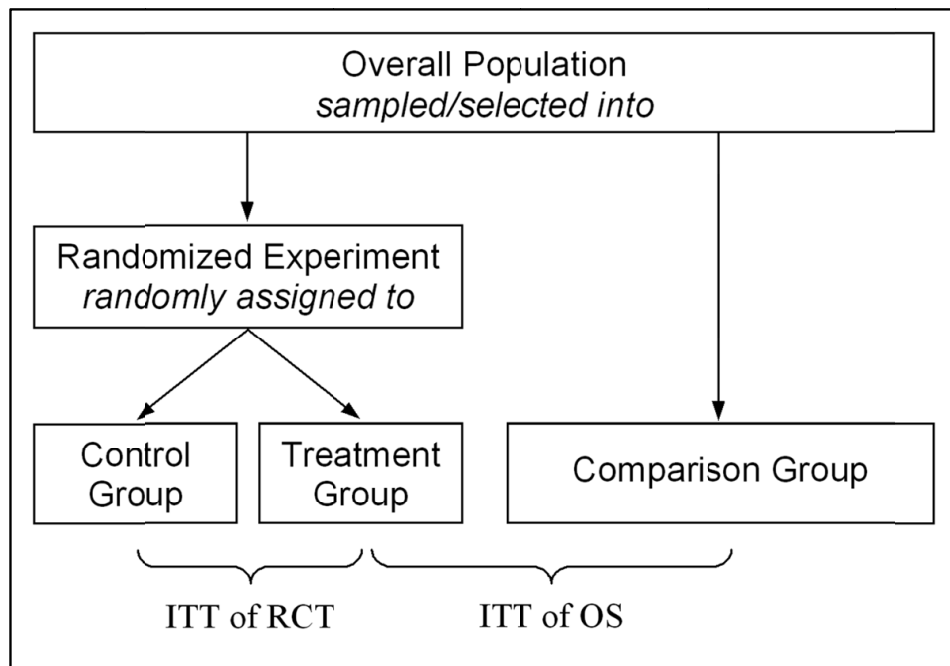 Overall Population
sampled/selected into
Randomized Experiment
randomly assigned to
Control
Group
Treatment
Group
Comparison Group
ITT of RCT
ITT of OS